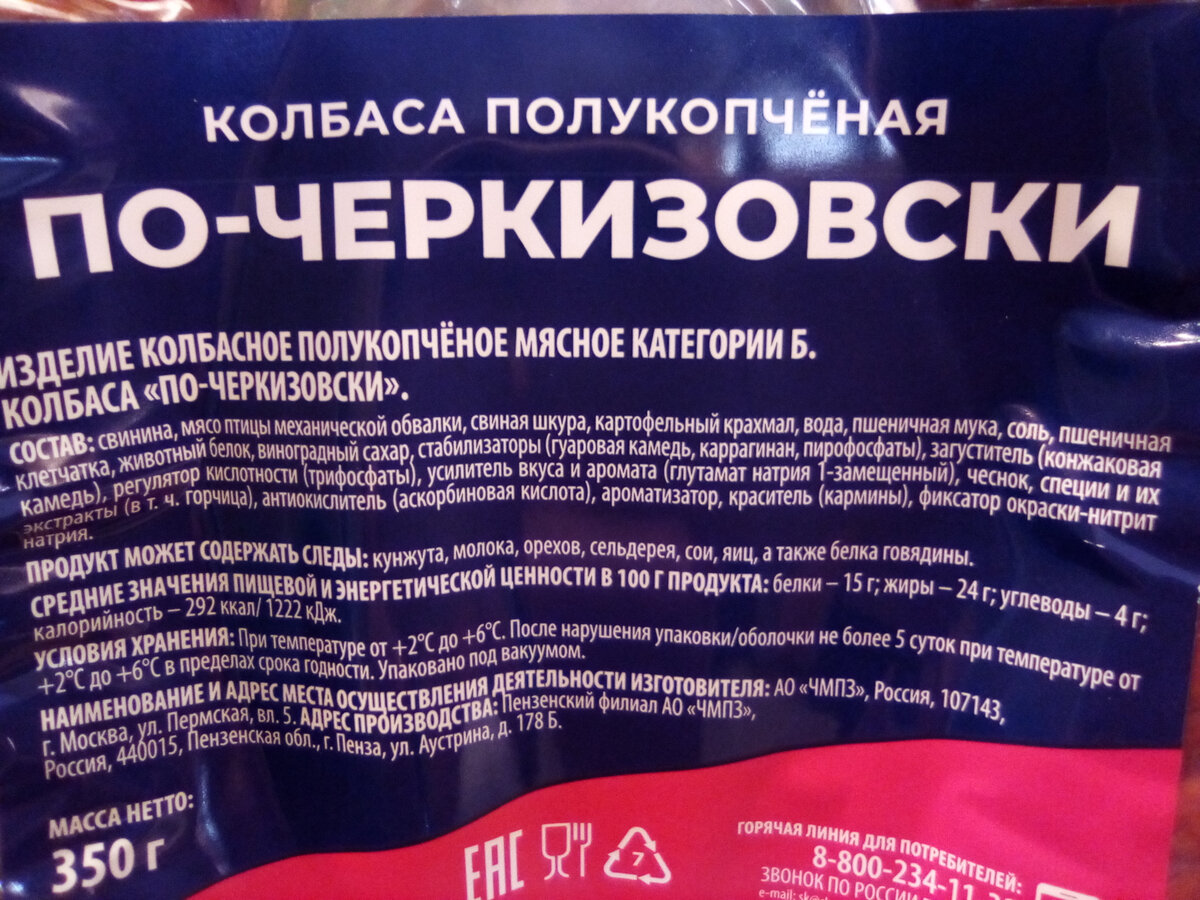 КОЛБАСА ПОЛУКОПЧЁНАЯ
ПО-ЧЕРКИЗОВСКИ
ИЗДЕЛИЕ КОЛБАСНОЕ ПОЛУКОПЧЁНОЕ МЯСНОЕ КАТЕГОРИИ Б.
КОЛБАСА «ПО-ЧЕРКИЗОВСКИ».
СОСТАВ: свинина, мясо птицы механической обвалки, свиная шкура, картофельный крахмал, вода, пшеничная мука, соль, пшеничная
клетчатка, животный белок, виноградный сахар, стабилизаторы (гуаровая камедь, каррагинан, пирофосфаты), загуститель (конжаковая
камедь), регулятор кислотности (трифосфаты), усилитель вкуса и аромата (глутамат натрия 1-замещенный), чеснок, специи и их
экстракты (в т. ч. горчица), антиокислитель (аскорбиновая кислота), ароматизатор, краситель (кармины), фиксатор окраски-нитрит
натрия.
ПРОДУКТ МОЖЕТ СОДЕРЖАТЬ СЛЕДЫ: кунжута, молока, орехов, сельдерея, сои, яиц, а также белка говядины.
СРЕДНИЕ ЗНАЧЕНИЯ ПИЩЕВОЙ И ЭНЕРГЕТИЧЕСКОЙ ЦЕННОСТИ В 100 Г ПРОДУКТА: белки – 15 г; жиры – 24 г; углеводы – 4 г;
калорийность – 292 ккал/ 1222 кДж.
УСЛОВИЯ ХРАНЕНИЯ: При температуре от +2°С до +6°С. После нарушения упаковки/оболочки не более 5 суток при температуре от
+2°С до +6°С в пределах срока годности. Упаковано под вакуумом.
НАИМЕНОВАНИЕ И АДРЕС МЕСТА ОСУЩЕСТВЛЕНИЯ ДЕЯТЕЛЬНОСТИ ИЗГОТОВИТЕЛЯ: АО «ЧМПЗ», Россия, 107143,
г. Москва, ул. Пермская, вл. 5. АДРЕС ПРОИЗВОДСТВА: Пензенский филиал АО «ЧМПЗ»,
Россия, 440015, Пензенская обл., г. Пенза, ул. Аустрина, д. 178 Б.
МАССА НЕТТО:
350 г
EAC
7
ГОРЯЧАЯ ЛИНИЯ ДЛЯ ПОТРЕБИТЕЛЕЙ:
8-800-234-11-
ЗВОНОК ПО РОССИИ
e-mail: